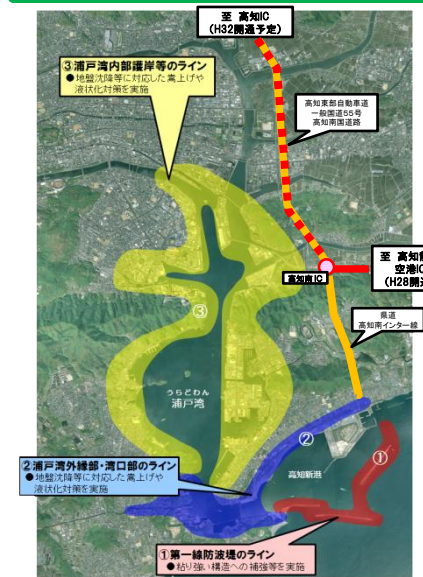 至 高知IC
(H32開通予定)
③浦戸湾内部護岸等のライン
●地盤沈降等に対応した嵩上げや
液状化対策を実施
高知東部自動車道
一般国道55号
高知南国道路
至 高知龍
空港IC
(H28開通
高知南IC
県道
高知南インター線
③
うらどわん
浦戸湾
②
①
高知新港
②浦戸湾外縁部・湾口部のライン
●地盤沈降等に対応した嵩上げや
液状化対策を実施
①第一線防波堤のライン
●粘り強い構造への補強等を実施